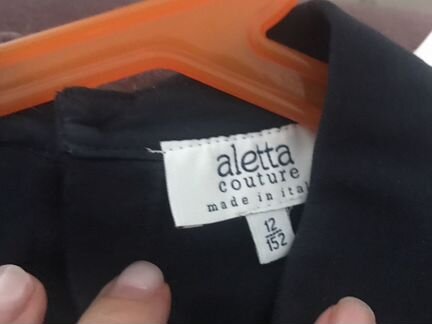 aletta
couture
made in ital
12
152